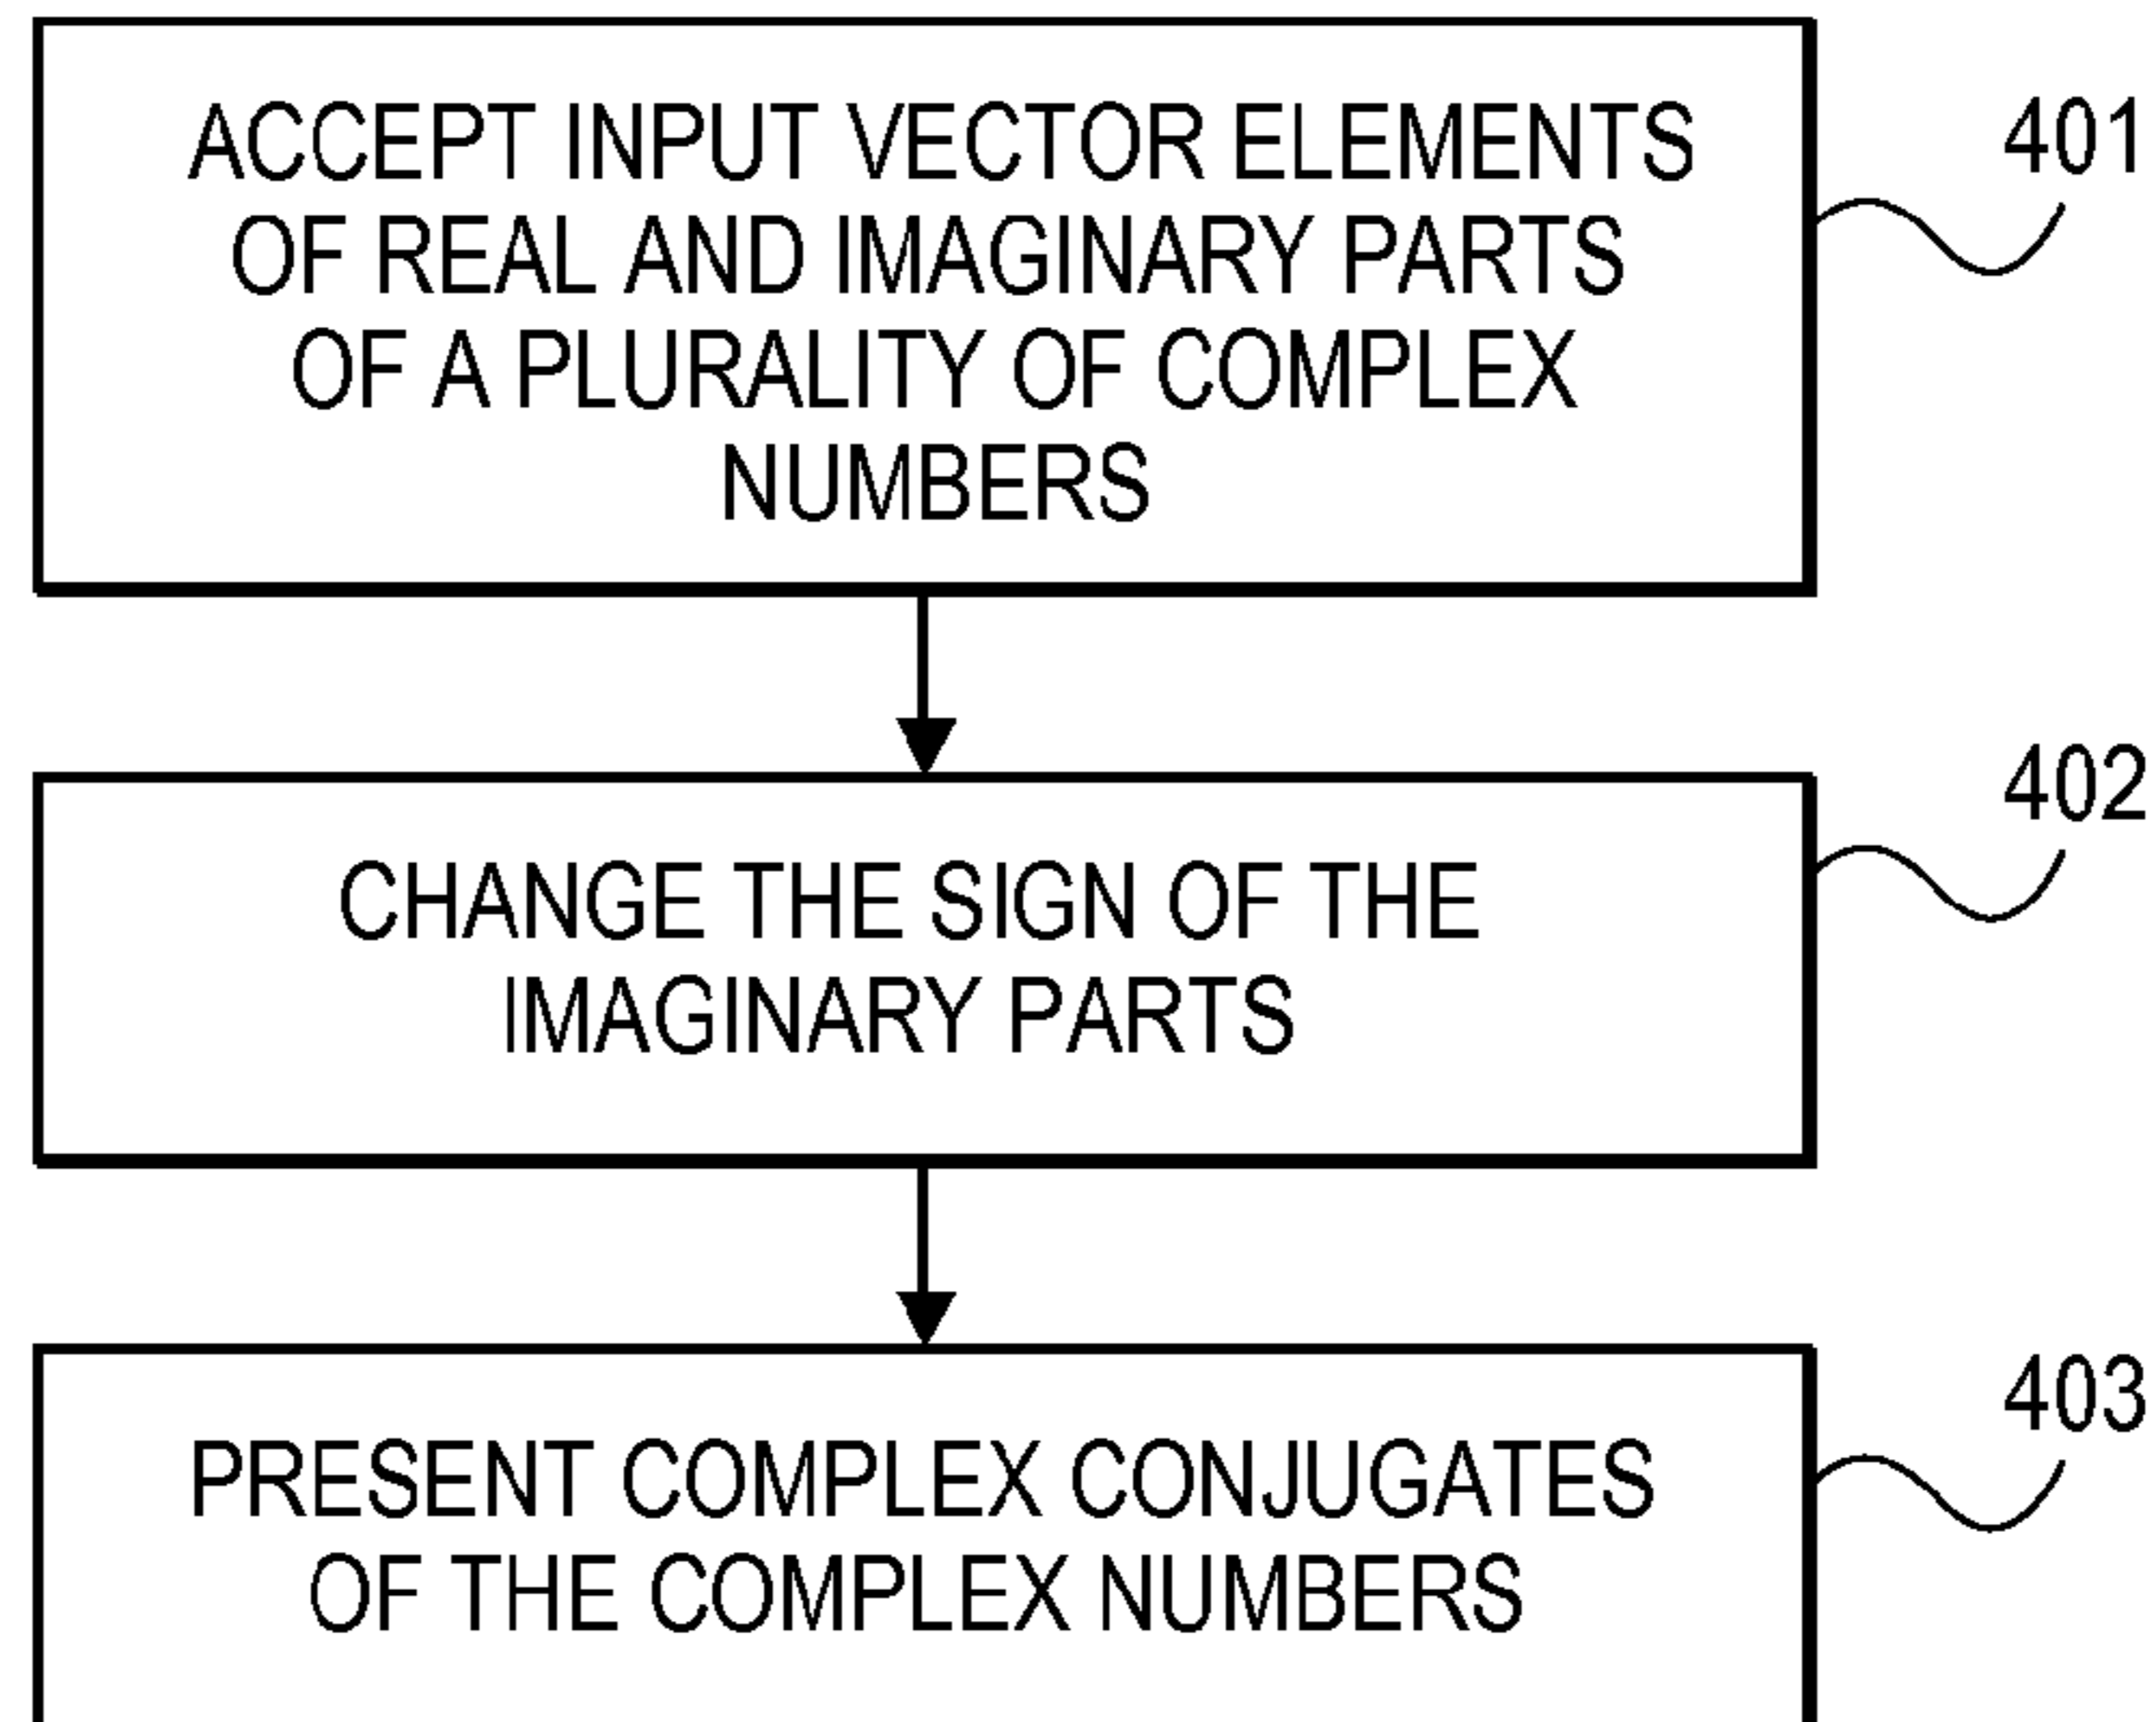 ACCEPT INPUT VECTOR ELEMENTS
OF REAL AND IMAGINARY PARTS
OF A PLURALITY OF COMPLEX
NUMBERS
401
CHANGE THE SIGN OF THE
IMAGINARY PARTS
402
PRESENT COMPLEX CONJUGATES
OF THE COMPLEX NUMBERS
403